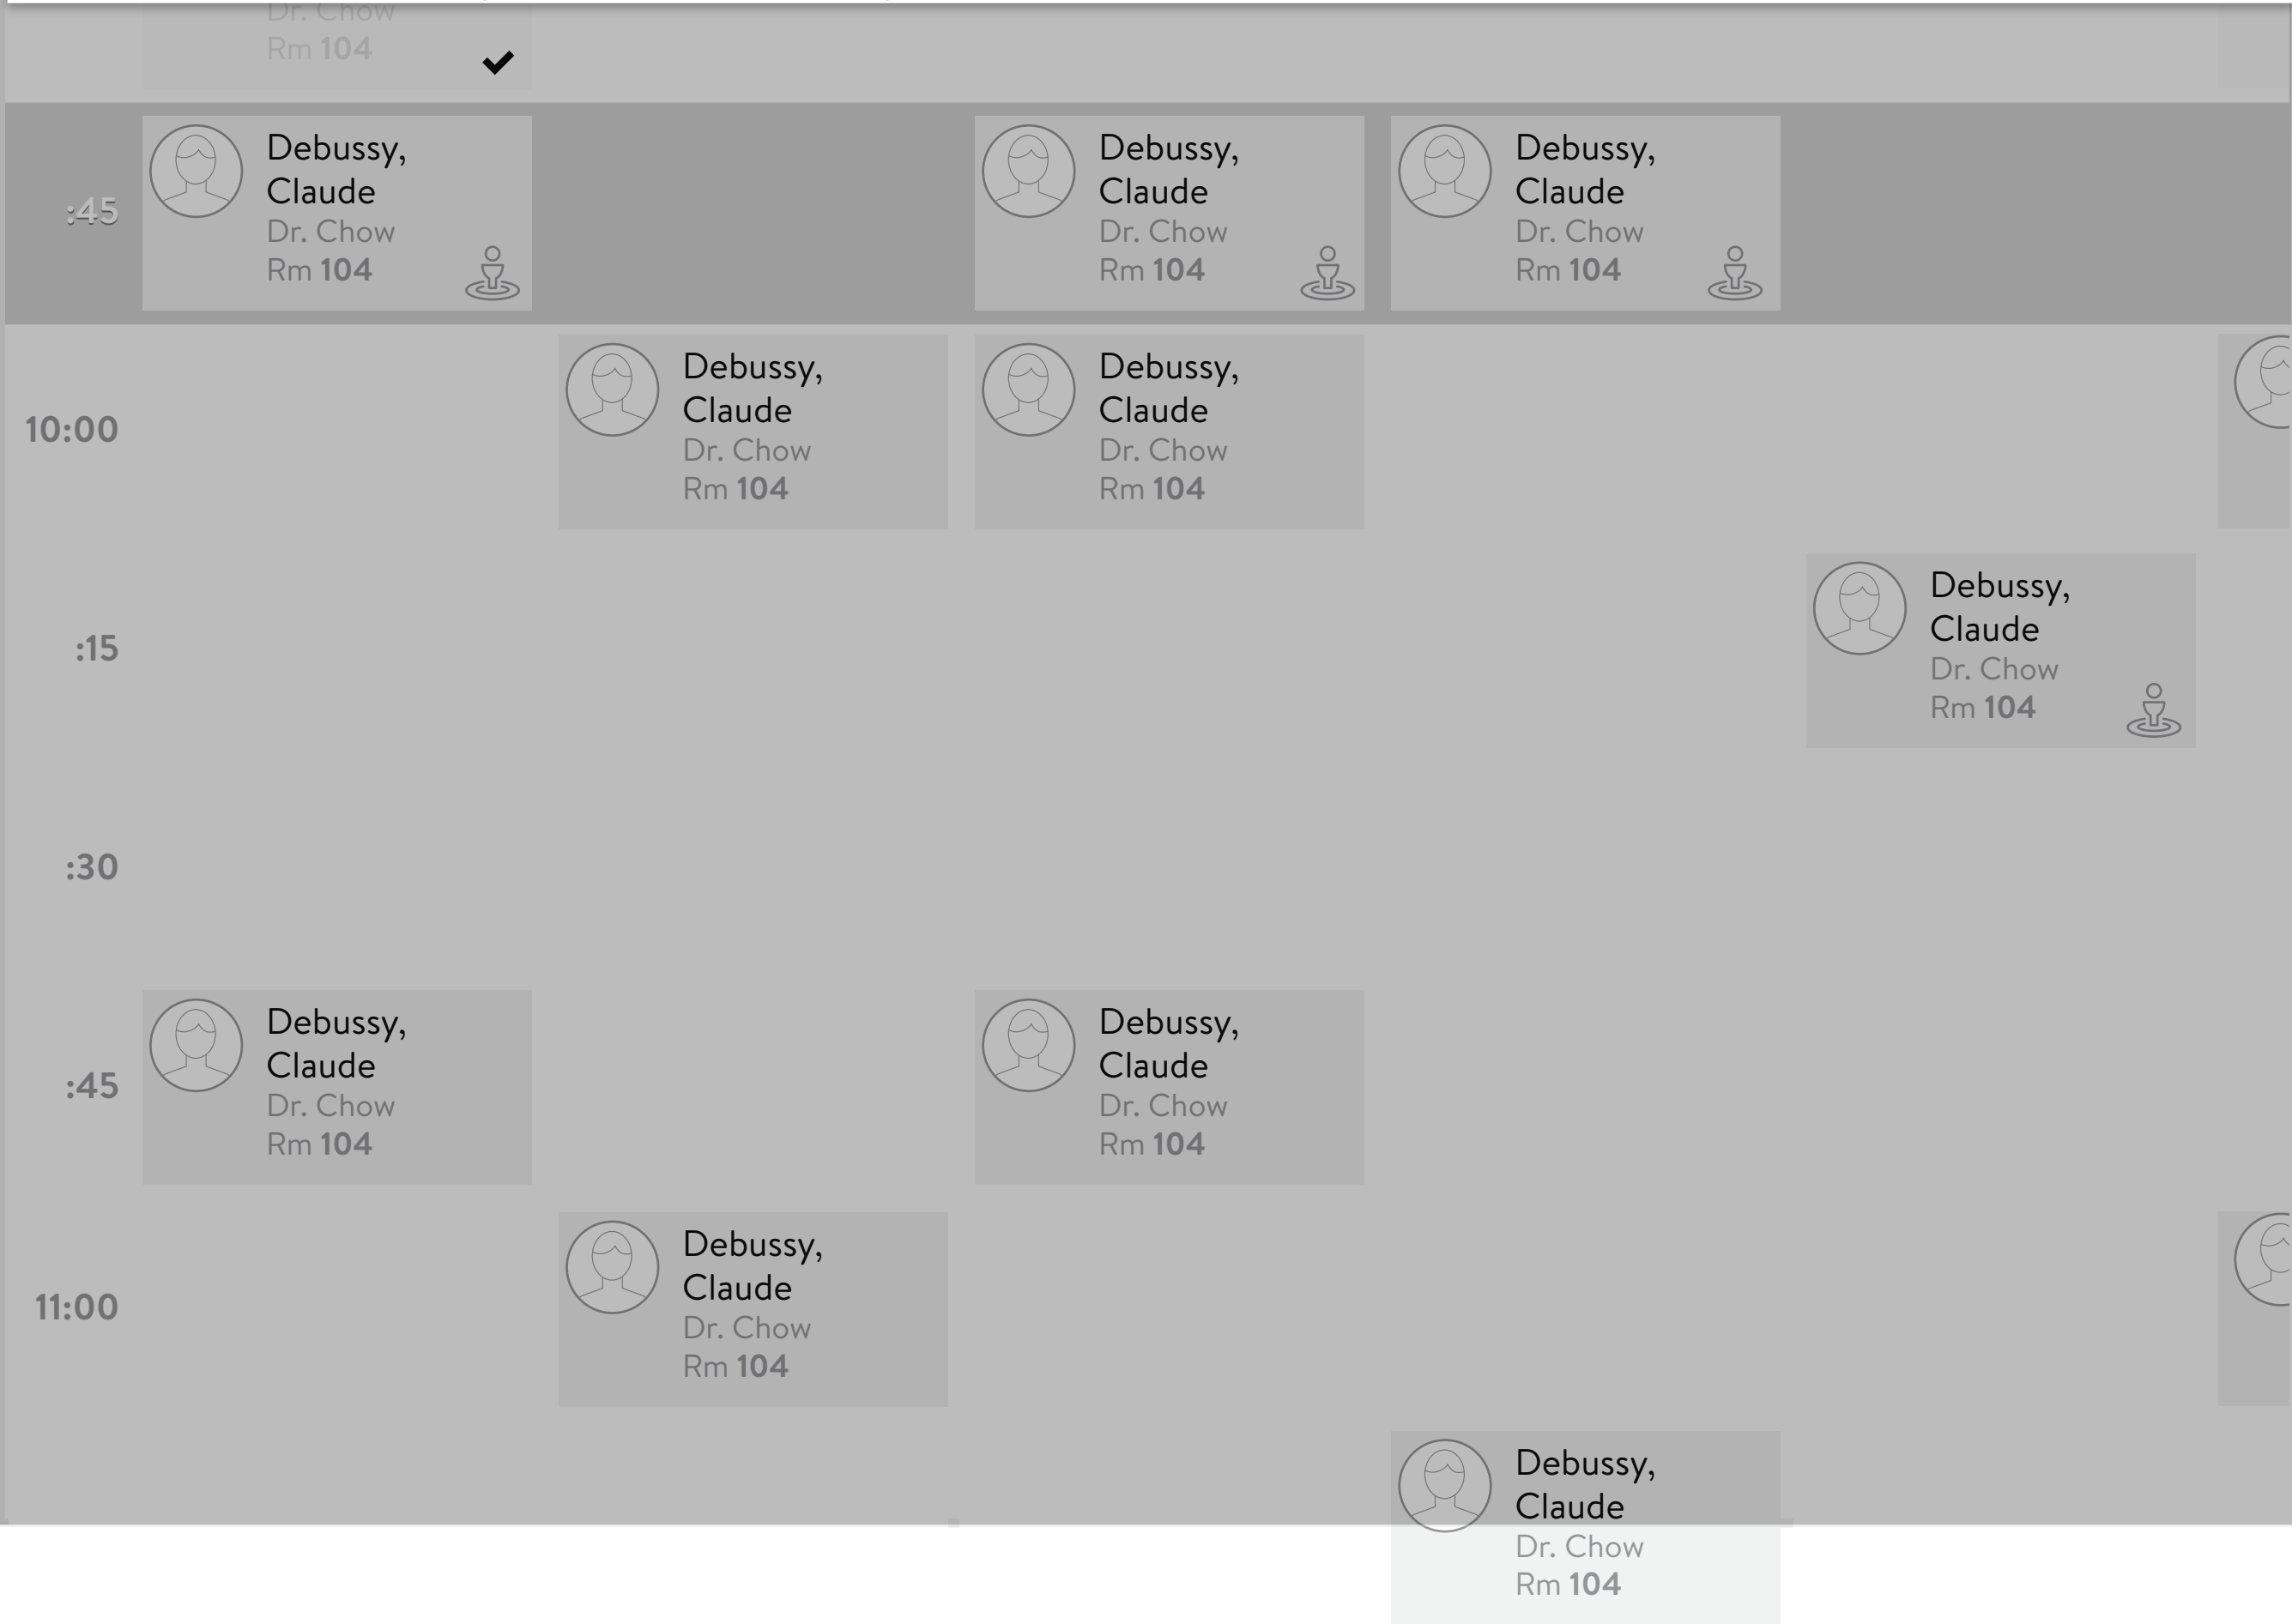 Dr. Chow
Rm 104
:45
Debussy,
Claude
Dr. Chow
Rm 104
Debussy,
Claude
Dr. Chow
Rm 104
Debussy,
Claude
Dr. Chow
Rm 104
10:00
Debussy,
Claude
Dr. Chow
Rm 104
Debussy,
Claude
Dr. Chow
Rm 104
:15
Debussy,
Claude
Dr. Chow
Rm 104
:30
:45
Debussy,
Claude
Dr. Chow
Rm 104
Debussy,
Claude
Dr. Chow
Rm 104
11:00
Debussy,
Claude
Dr. Chow
Rm 104
Debussy,
Claude
Dr. Chow
Rm 104